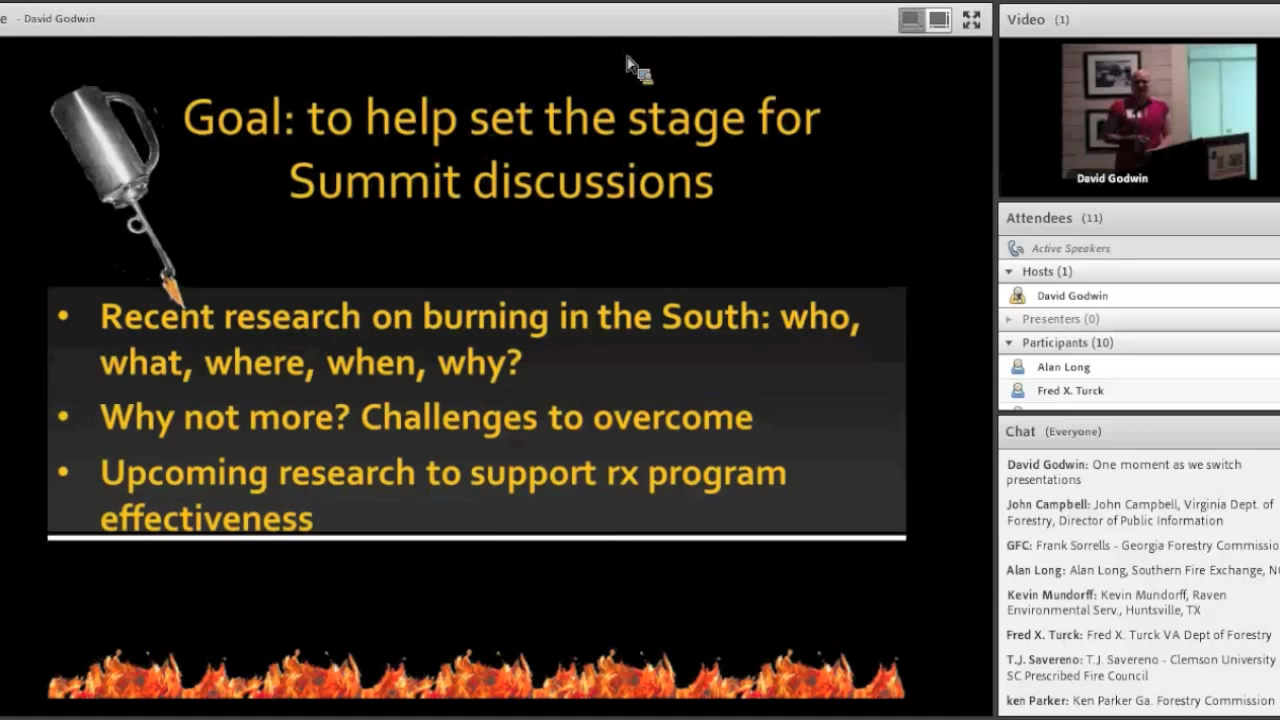 e - David Godwin
Goal: to help set the stage for
Summit discussions
• Recent research on burning in the South: who,
what, where, when, why?
• Why not more? Challenges to overcome
• Upcoming research to support rx program
effectiveness
Video (1)
David Godwin
Attendees (11)
Active Speakers
Hosts (1)
David Godwin
Presenters (0)
Participants (10)
Alan Long
Fred X. Turck
Chat (Everyone)
David Godwin: One moment as we switch
presentations
John Campbell: John Campbell, Virginia Dept. of
Forestry, Director of Public Information
GFC: Frank Sorrells - Georgia Forestry Commissio
Alan Long: Alan Long, Southern Fire Exchange, N
Kevin Mundorff: Kevin Mundorff, Raven
Environmental Serv., Huntsville, TX
Fred X. Turck: Fred X. Turck VA Dept of Forestry
T.J. Savereno: T.J. Savereno - Clemson University
SC Prescribed Fire Council
ken Parker: Ken Parker Ga. Forestry Commission